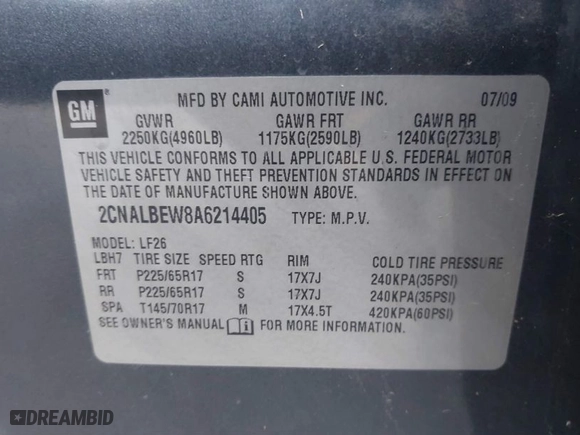 GM
MFD BY CAMI AUTOMOTIVE INC. 07/09
GVWR GAWR FRT GAWR RR
2250KG(4960LB) 1175KG(2590LB) 1240KG(2733LB)
THIS VEHICLE CONFORMS TO ALL APPLICABLE U.S. FEDERAL MOTOR
VEHICLE SAFETY AND THEFT PREVENTION STANDARDS IN EFFECT ON
THE DATE OF MANUFACTURE SHOWN ABOVE.
2CNALBEW8A6214405 TYPE: M.P.V.
MODEL: LF26
LBH7 TIRE SIZE SPEED RTG RIM COLD TIRE PRESSURE
FRT P225/65R17 S 17X7J 240KPA(35PSI)
RR P225/65R17 S 17X7J 240KPA(35PSI)
SPA T145/70R17 M 17X4.5T 420KPA(60PSI)
SEE OWNER'S MANUAL i FOR MORE INFORMATION.
DREAMBID